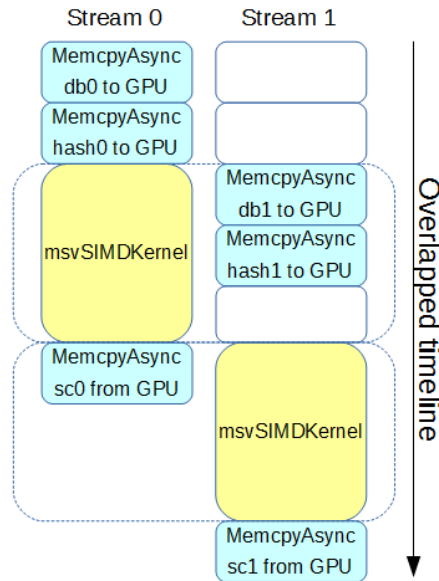 Stream 0
Stream 1
MemcpyAsync
db0 to GPU
MemcpyAsync
hash0 to GPU
msvSIMDKernel
MemcpyAsync
db1 to GPU
MemcpyAsync
hash1 to GPU
MemcpyAsync
sc0 from GPU
msvSIMDKernel
MemcpyAsync
sc1 from GPU
Overlapped timeline